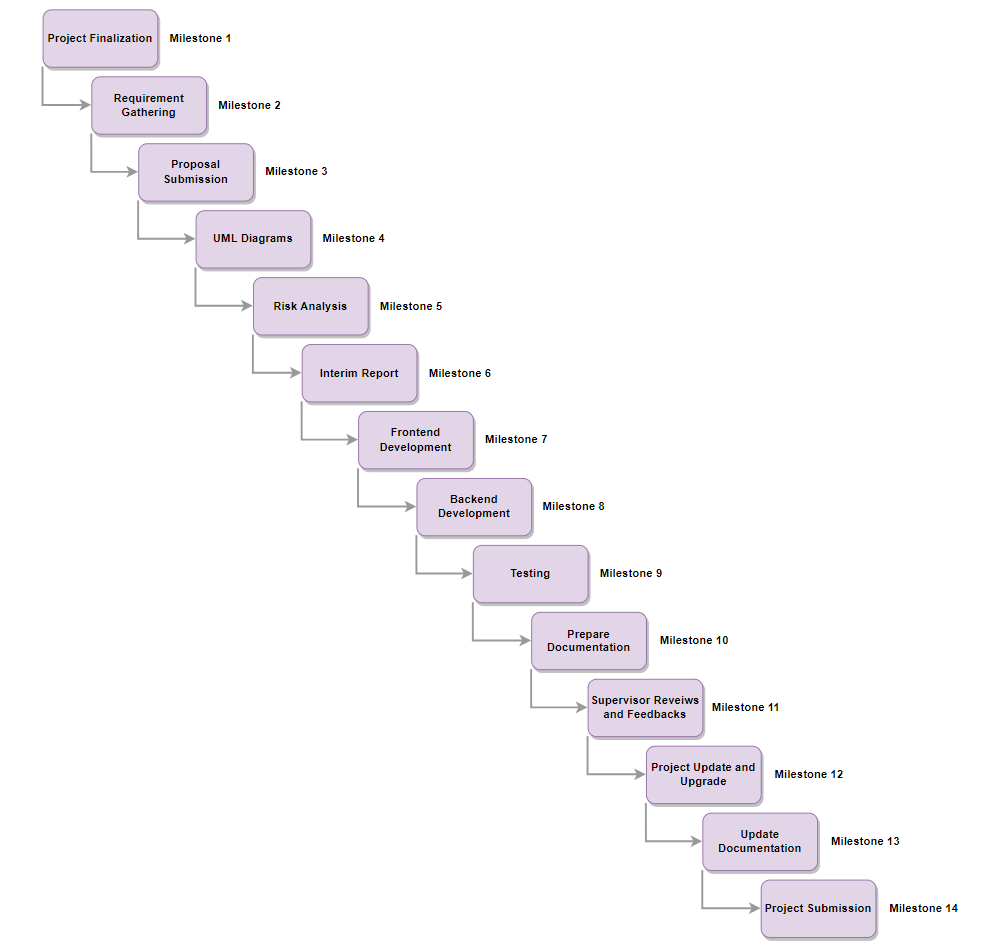 Project Finalization
Milestone 1
Requirement
Gathering
Milestone 2
Proposal
Submission
Milestone 3
UML Diagrams
Milestone 4
Risk Analysis
Milestone 5
Interim Report
Milestone 6
Frontend
Development
Milestone 7
Backend
Development
Milestone 8
Testing
Milestone 9
Prepare
Documentation
Milestone 10
Supervisor Reveiws
and Feedbacks
Milestone 11
Project Update and
Upgrade
Milestone 12
Update
Documentation
Milestone 13
Project Submission
Milestone 14